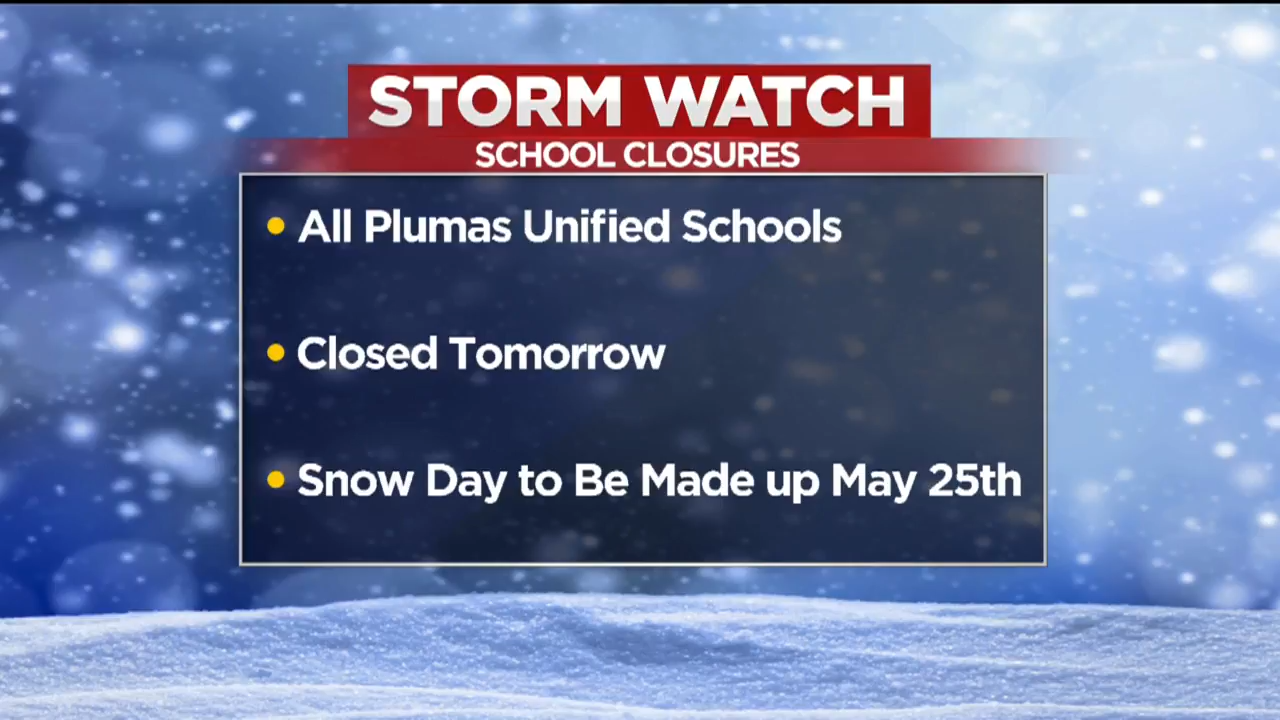 STORM WATCH
SCHOOL CLOSURES
All Plumas Unified Schools
Closed Tomorrow
Snow Day to Be Made up May 25th